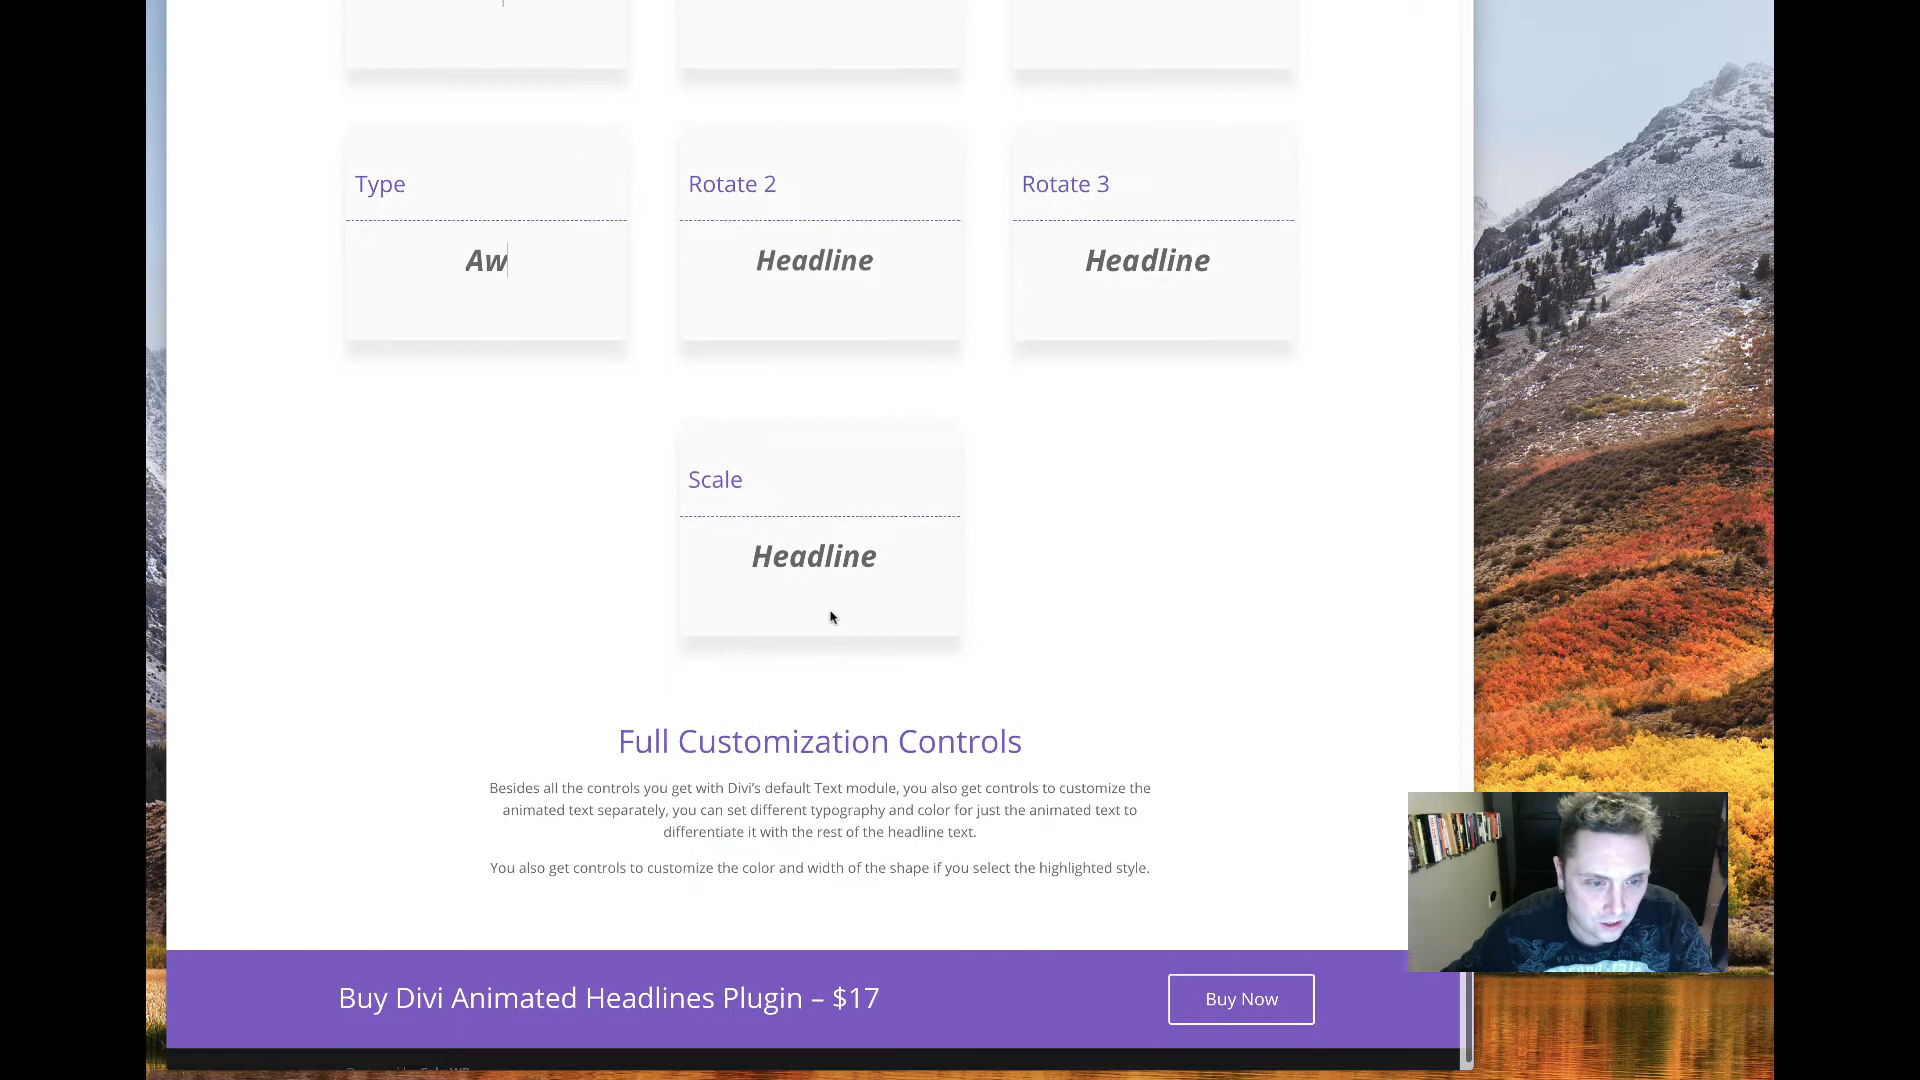 Type
Rotate 2
Rotate 3
Aw
Headline
Headline
Scale
Headline
Full Customization Controls
Besides all the controls you get with Divi's default Text module, you also get controls to customize the
animated text separately, you can set different typography and color for just the animated text to
differentiate it with the rest of the headline text.
You also get controls to customize the color and width of the shape if you select the highlighted style.
Buy Divi Animated Headlines Plugin – $17
Buy Now